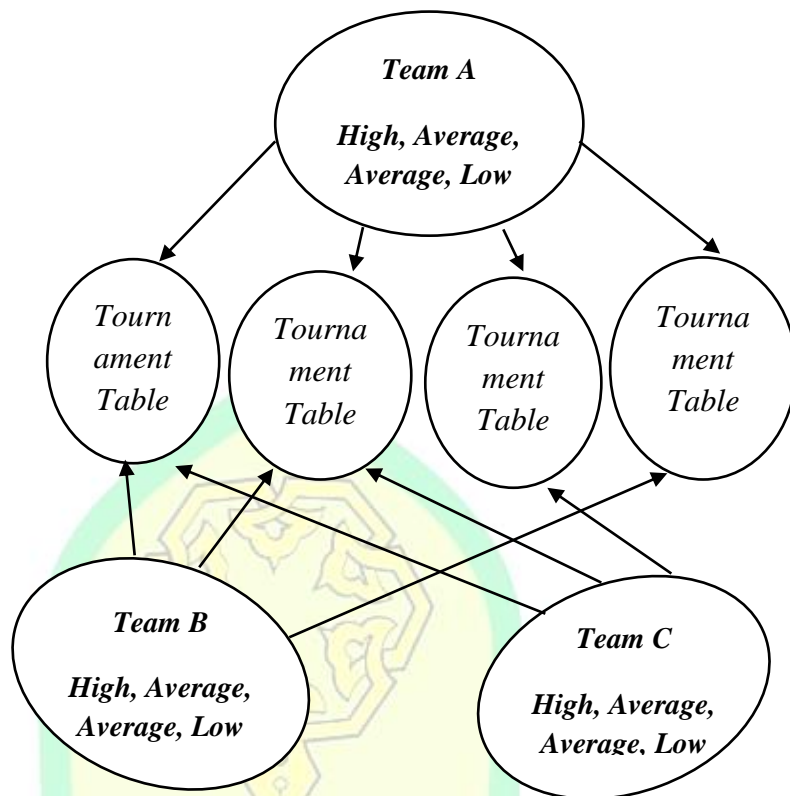 Team A
High, Average,
Average, Low
Tourn
ament
Table
Tourna
ment
Table
Tourna
ment
Table
Tourna
ment
Table
Team B
High, Average,
Average, Low
Team C
High, Average,
Average, Low